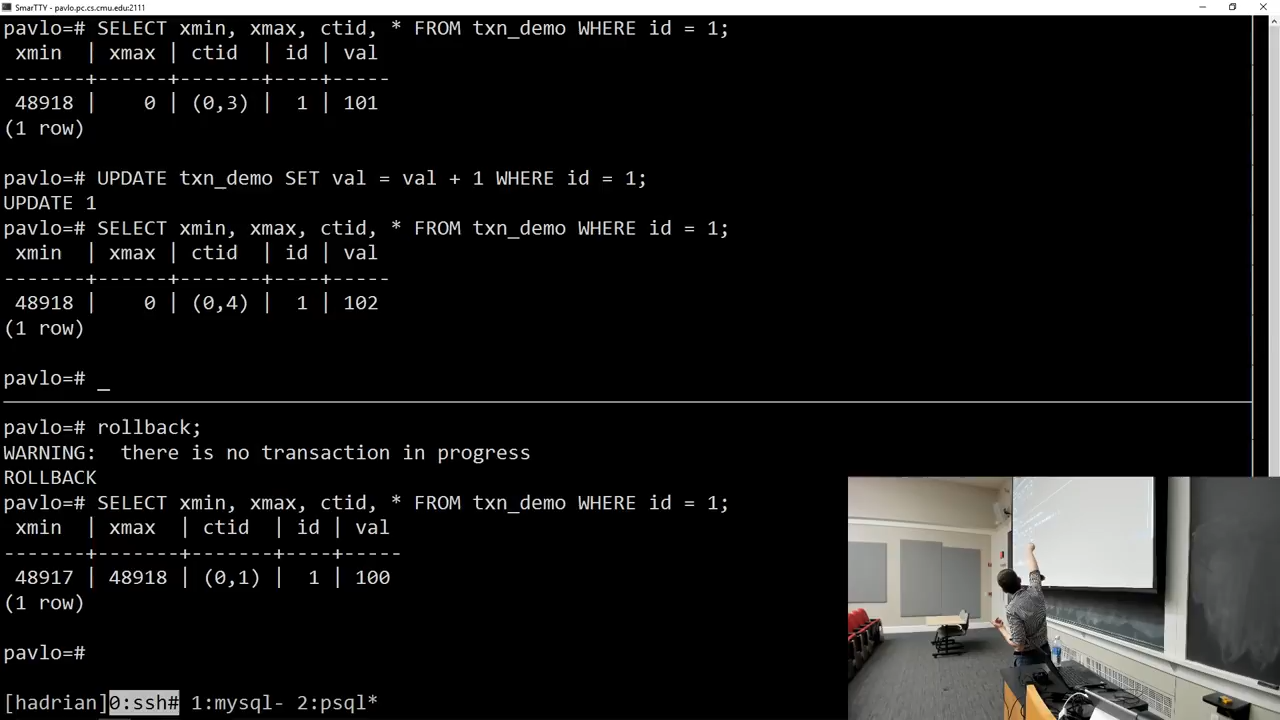 SmarTTY - pavlo.pc.cs.cmu.edu:2111
pavlo=# SELECT xmin, xmax, ctid, * FROM txn_demo WHERE id = 1;
xmin | xmax | ctid | id | val
-------+------+-------+----+-----
48918 | 0 | (0,3) | 1 | 101
(1 row)
pavlo=# UPDATE txn_demo SET val = val + 1 WHERE id = 1;
UPDATE 1
pavlo=# SELECT xmin, xmax, ctid, * FROM txn_demo WHERE id = 1;
xmin | xmax | ctid | id | val
-------+------+-------+----+-----
48918 | 0 | (0,4) | 1 | 102
(1 row)
pavlo=# _
pavlo=# rollback;
WARNING:  there is no transaction in progress
ROLLBACK
pavlo=# SELECT xmin, xmax, ctid, * FROM txn_demo WHERE id = 1;
xmin | xmax | ctid | id | val
-------+-------+-------+----+-----
48917 | 48918 | (0,1) | 1 | 100
(1 row)
pavlo=#
[hadrian]0:ssh# 1:mysql- 2:psql*